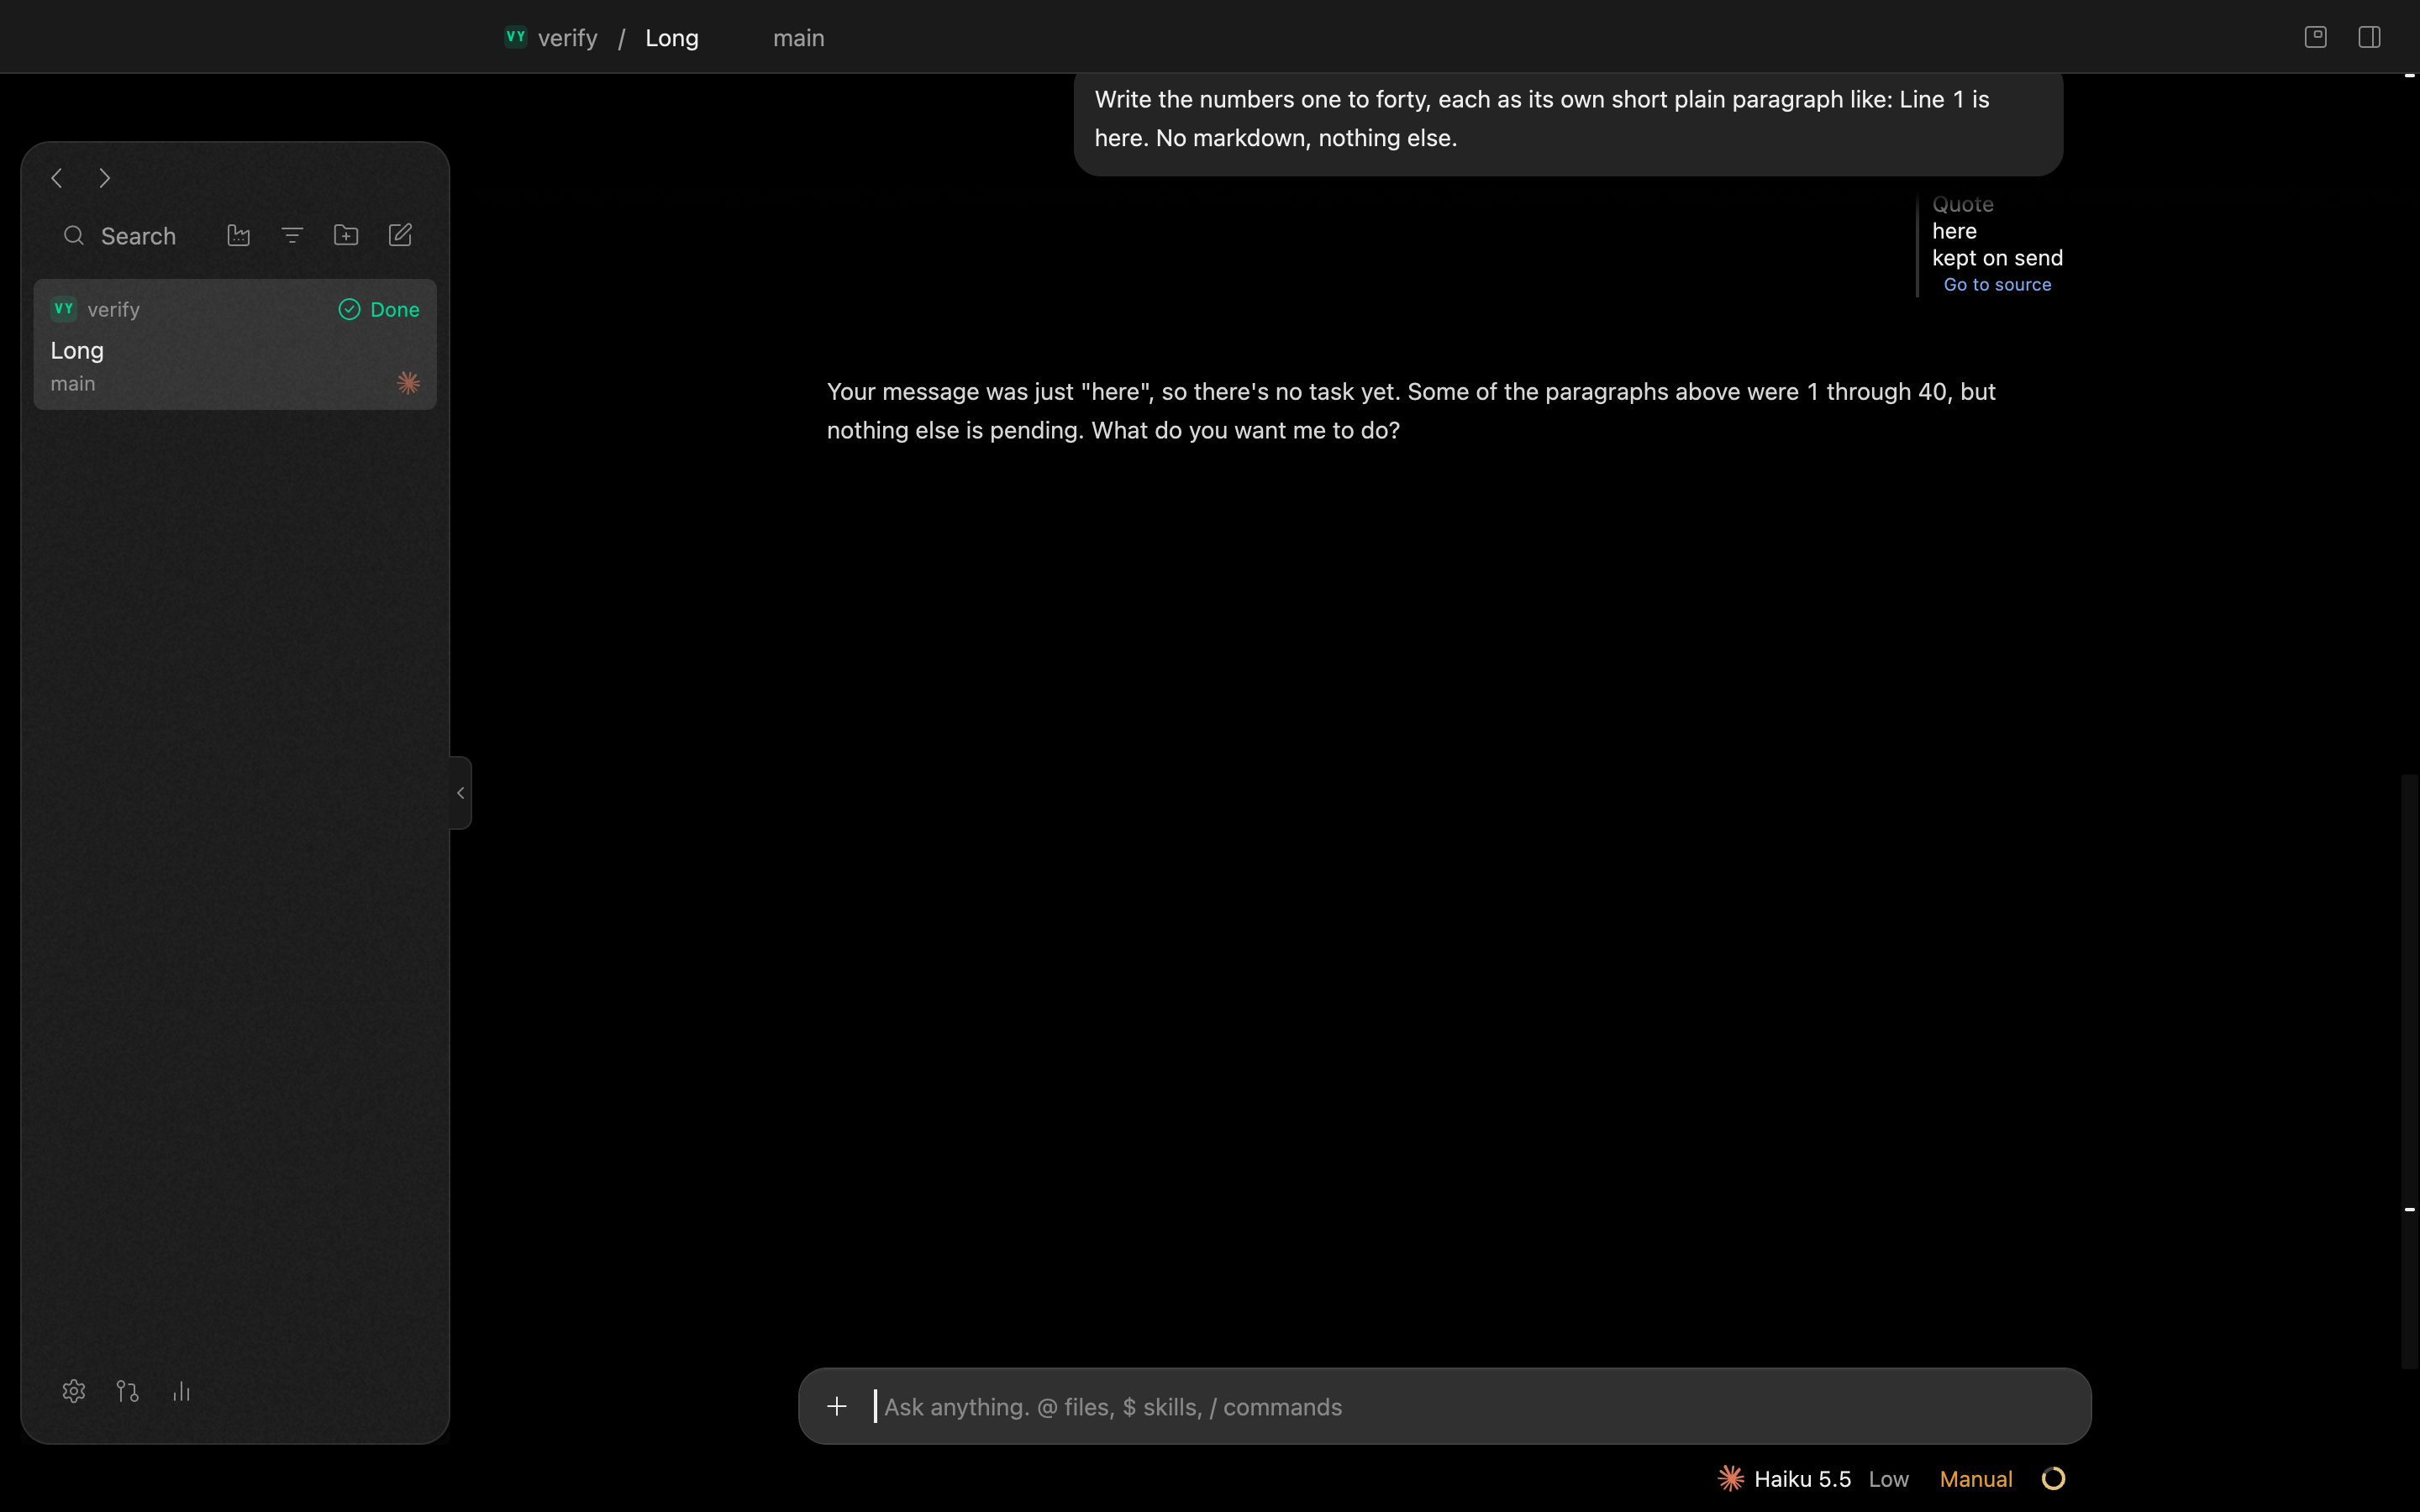 VY verify / Long main
Write the numbers one to forty, each as its own short plain paragraph like: Line 1 is
here. No markdown, nothing else.
Search
VY verify Done
Long
main
Quote
here
kept on send
Go to source
Your message was just "here", so there's no task yet. Some of the paragraphs above were 1 through 40, but
nothing else is pending. What do you want me to do?
Ask anything. @ files, $ skills, / commands
Haiku 5.5 Low Manual